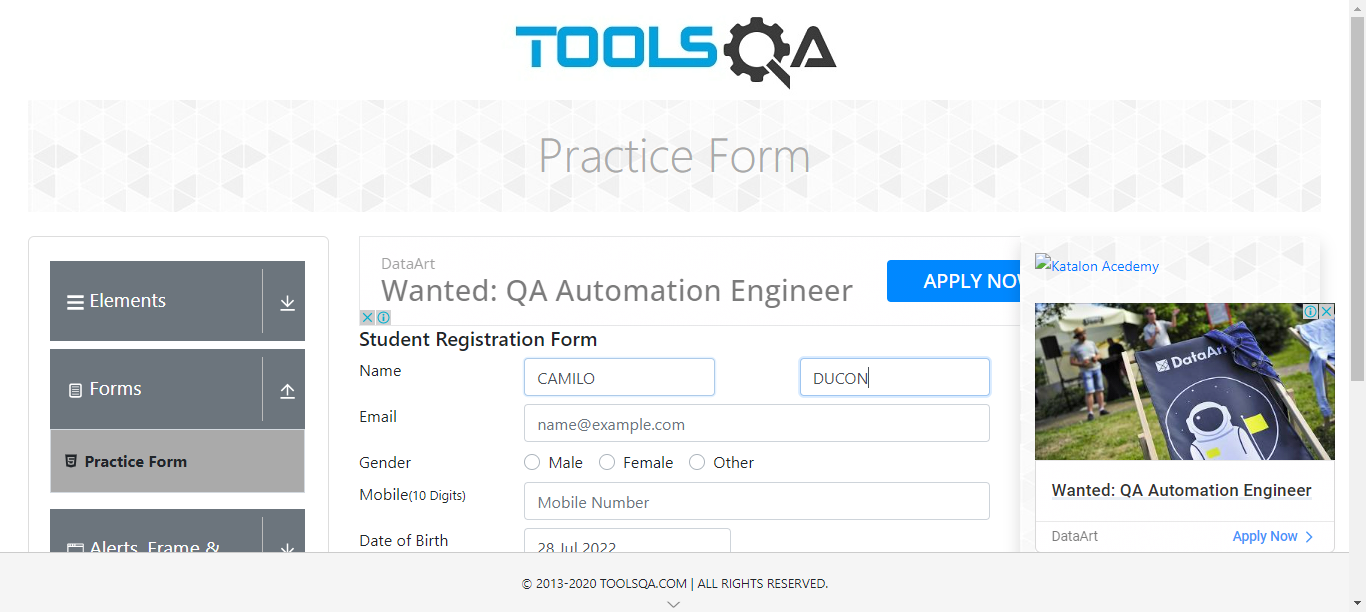 TOOLSQA
Practice Form
Elements
Forms
Practice Form
Alerts, Frame &
DataArt
Wanted: QA Automation Engineer
APPLY NOW
Student Registration Form
Name
CAMILO
DUCON
Email
name@example.com
Gender
Male
Female
Other
Mobile(10 Digits)
Mobile Number
Date of Birth
28 Jul 2022
Katalon Acedemy
DataArt
Wanted: QA Automation Engineer
DataArt
Apply Now
© 2013-2020 TOOLSQA.COM | ALL RIGHTS RESERVED.